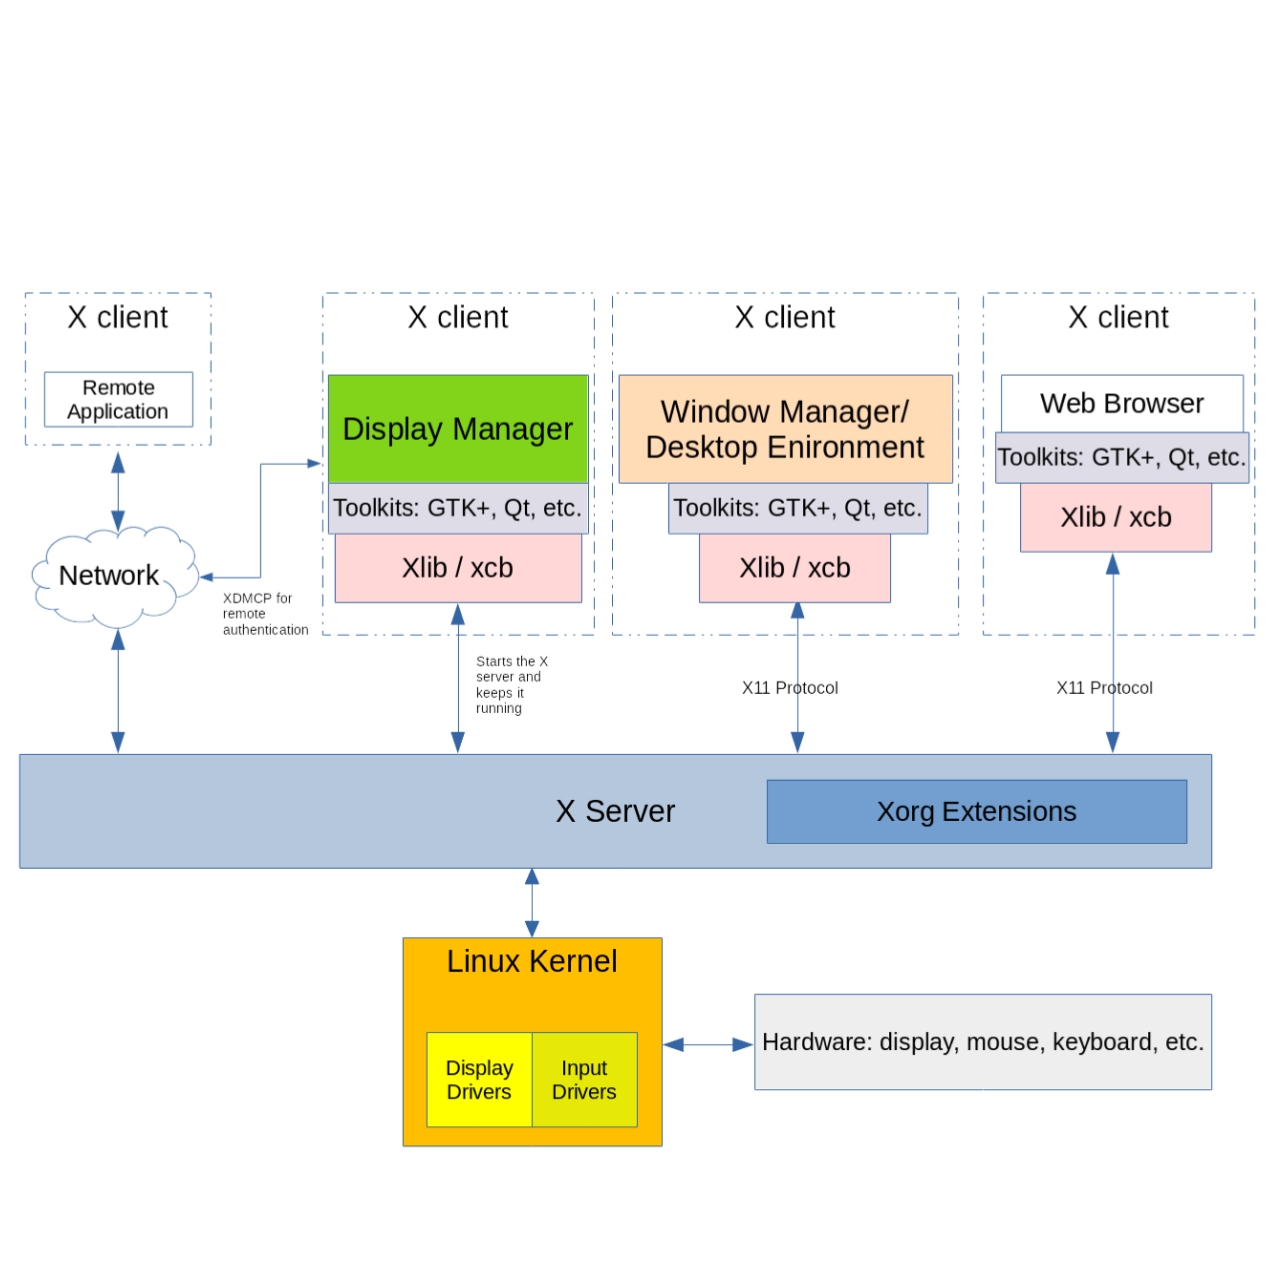 X client
Remote
Application
Network
XDMCP for
remote
authentication
X client
Display Manager
Toolkits: GTK+, Qt, etc.
Xlib / xcb
Starts the X
server and
keeps it
running
X client
Window Manager/
Desktop Enironment
Toolkits: GTK+, Qt, etc.
Xlib / xcb
X11 Protocol
X client
Web Browser
Toolkits: GTK+, Qt, etc.
Xlib / xcb
X11 Protocol
X Server
Xorg Extensions
Linux Kernel
Display
Drivers
Input
Drivers
Hardware: display, mouse, keyboard, etc.